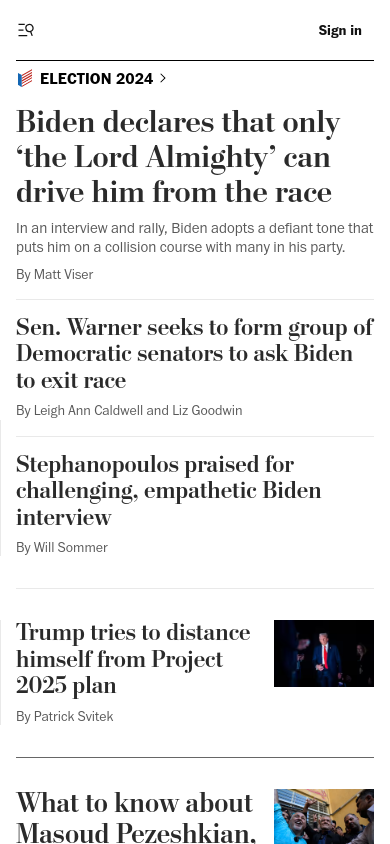 Sign in
ELECTION 2024
Biden declares that only
‘the Lord Almighty’ can
drive him from the race
In an interview and rally, Biden adopts a defiant tone that
puts him on a collision course with many in his party.
By Matt Viser
Sen. Warner seeks to form group of
Democratic senators to ask Biden
to exit race
By Leigh Ann Caldwell and Liz Goodwin
Stephanopoulos praised for
challenging, empathetic Biden
interview
By Will Sommer
Trump tries to distance
himself from Project
2025 plan
By Patrick Svitek
What to know about
Masoud Pezeshkian,